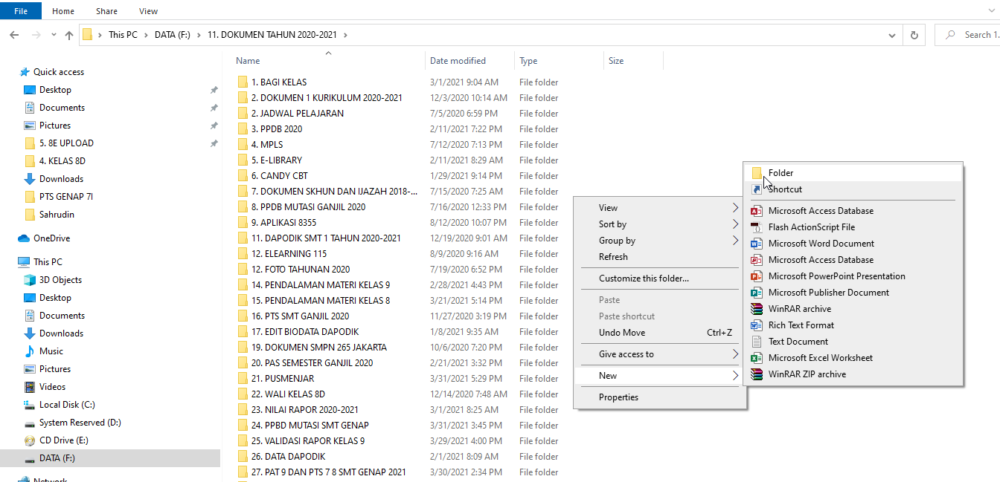 File Home Share View
This PC DATA (F:) 11. DOKUMEN TAHUN 2020-2021 Search 1.
Name Date modified Type Size
Quick access
Desktop
Documents
Pictures
5. 8E UPLOAD
4. KELAS 8D
Downloads
PTS GENAP 7I
Sahrudin
OneDrive
This PC
3D Objects
Desktop
Documents
Downloads
Music
Pictures
Videos
Local Disk (C:)
System Reserved (D:)
CD Drive (E:)
DATA (F:)
Network
1. BAGI KELAS 3/1/2021 9:04 AM File folder
2. DOKUMEN 1 KURIKULUM 2020-2021 12/3/2020 10:14 AM File folder
2. JADWAL PELAJARAN 7/5/2020 6:59 PM File folder
3. PPDB 2020 2/11/2021 7:22 PM File folder
4. MPLS 7/12/2020 7:13 PM File folder
5. E-LIBRARY 2/11/2021 8:29 AM File folder
6. CANDY CBT 1/29/2021 9:14 PM File folder
7. DOKUMEN SKHUN DAN IJAZAH 2018-... 7/15/2020 7:25 AM File folder
8. PPDB MUTASI GANJIL 2020 7/16/2020 12:33 PM File folder
9. APLIKASI 8355 8/12/2020 10:07 PM File folder
11. DAPODIK SMT 1 TAHUN 2020-2021 12/19/2020 9:01 AM File folder
12. ELEARNING 115 8/9/2020 9:16 AM File folder
12. FOTO TAHUNAN 2020 7/19/2020 6:52 PM File folder
14. PENDALAMAN MATERI KELAS 9 2/28/2021 4:43 PM File folder
15. PENDALAMAN MATERI KELAS 8 3/21/2021 5:14 PM File folder
16. PTS SMT GANJIL 2020 11/27/2020 3:19 PM File folder
17. EDIT BIODATA DAPODIK 1/8/2021 9:35 AM File folder
19. DOKUMEN SMPN 265 JAKARTA 10/6/2020 7:20 PM File folder
20. PAS SEMESTER GANJIL 2020 2/21/2021 3:32 PM File folder
21. PUSMENJAR 3/31/2021 5:29 PM File folder
22. WALI KELAS 8D 12/14/2020 7:48 AM File folder
23. NILAI RAPOR 2020-2021 3/1/2021 8:25 AM File folder
24. PPBD MUTASI SMT GENAP 3/31/2021 3:45 PM File folder
25. VALIDASI RAPOR KELAS 9 3/29/2021 4:00 PM File folder
26. DATA DAPODIK 2/1/2021 8:09 AM File folder
27. PAT 9 DAN PTS 7 8 SMT GENAP 2021 3/30/2021 2:34 PM File folder
View
Sort by
Group by
Refresh
Customize this folder...
Paste
Paste shortcut
Undo Move Ctrl+Z
Give access to
New
Properties
Folder
Shortcut
Microsoft Access Database
Flash ActionScript File
Microsoft Word Document
Microsoft Access Database
Microsoft PowerPoint Presentation
Microsoft Publisher Document
WinRAR archive
Rich Text Format
Text Document
Microsoft Excel Worksheet
WinRAR ZIP archive